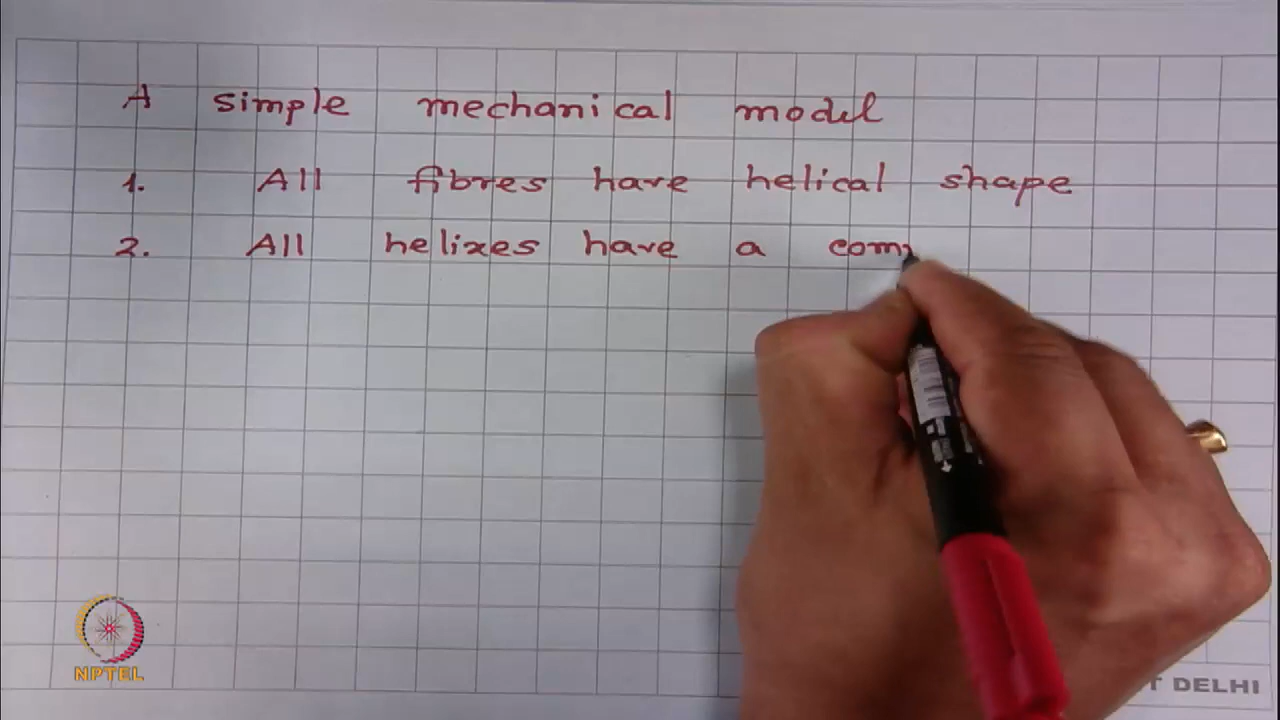 A simple mechanical model
1. All fibres have helical shape
2. All helixes have a com
NPTEL
T DELHI